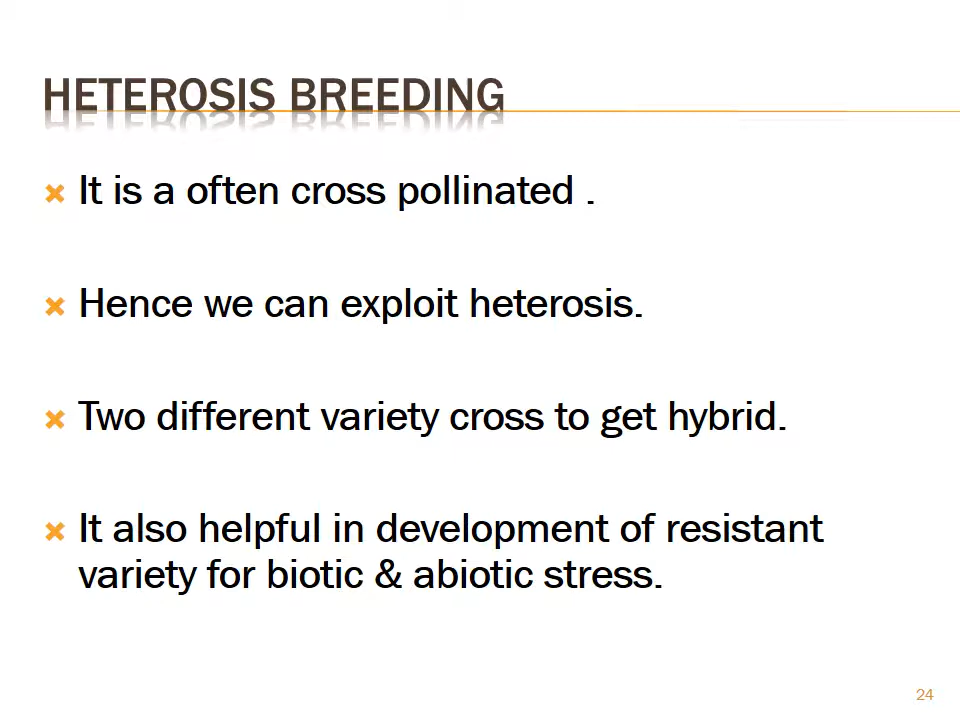 HETEROSIS BREEDING
It is a often cross pollinated .
Hence we can exploit heterosis.
Two different variety cross to get hybrid.
It also helpful in development of resistant
variety for biotic & abiotic stress.
24